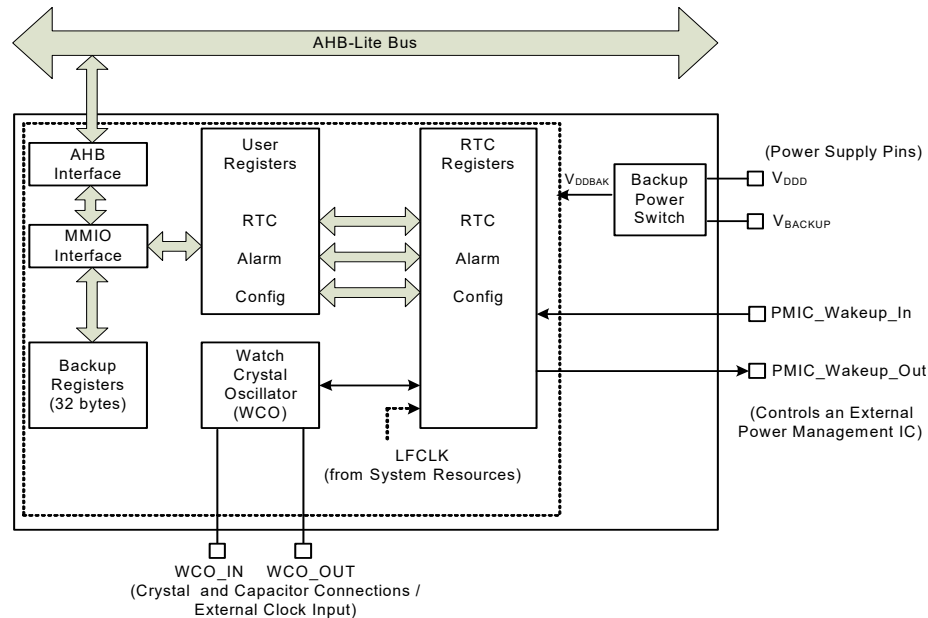 AHB-Lite Bus
AHB
Interface
MMIO
Interface
Backup
Registers
(32 bytes)
User
Registers
RTC
Alarm
Config
RTC
Registers
RTC
Alarm
Config
Watch
Crystal
Oscillator
(WCO)
LFCLK
(from System Resources)
VDDBAK
Backup
Power
Switch
(Power Supply Pins)
VDDD
VBACKUP
PMIC_Wakeup_In
PMIC_Wakeup_Out
(Controls an External
Power Management IC)
WCO_IN
WCO_OUT
(Crystal and Capacitor Connections /
External Clock Input)